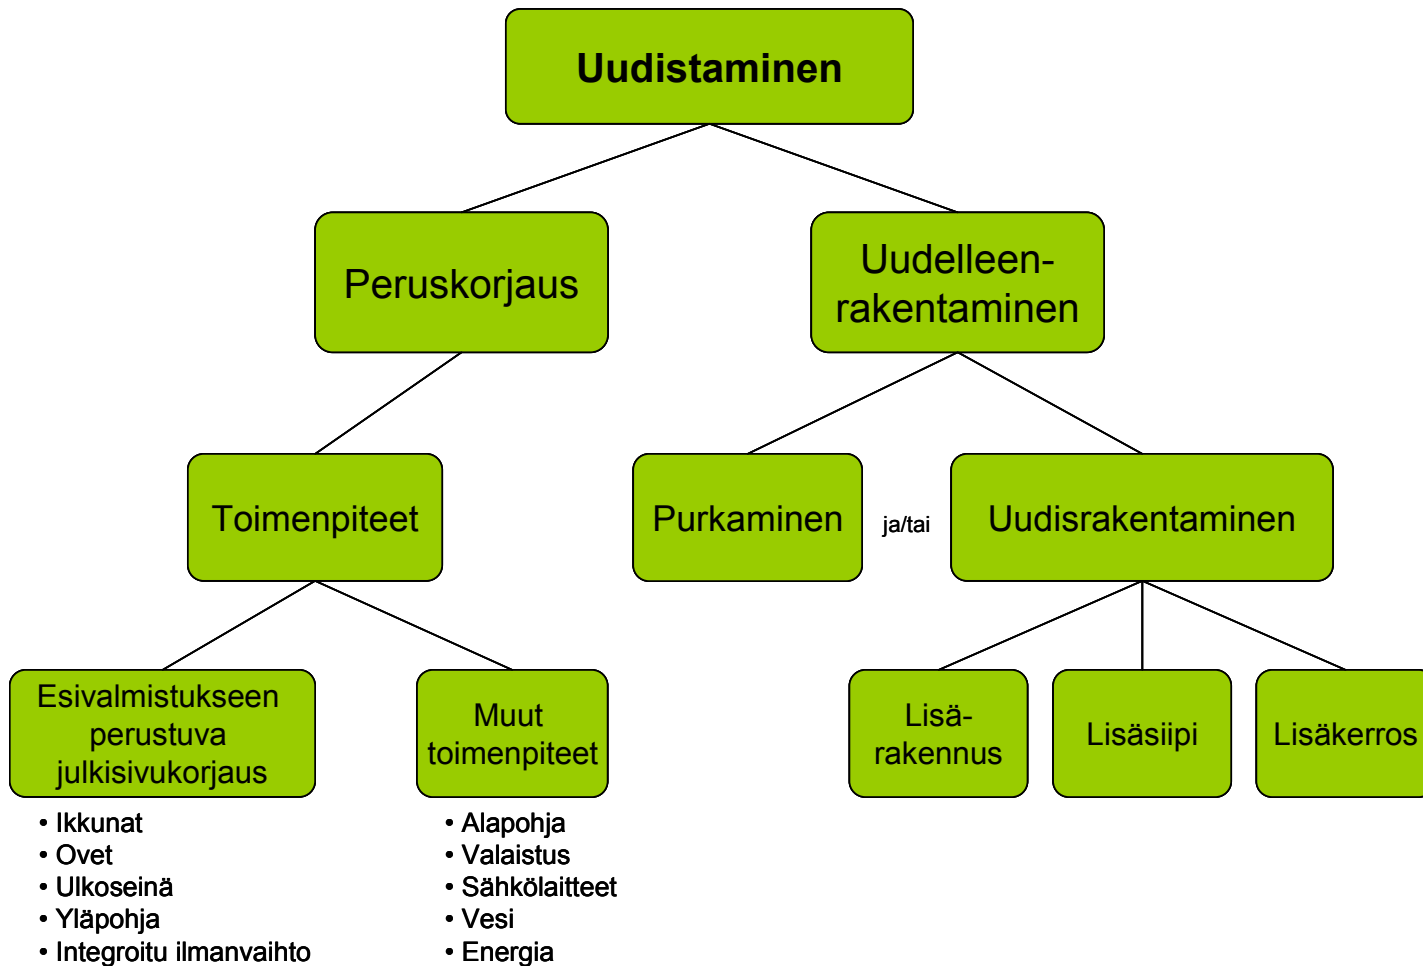 Uudistaminen
Peruskorjaus
Uudelleen-
rakentaminen
Toimenpiteet
Purkaminen
ja/tai
Uudisrakentaminen
Esivalmistukseen
perustuva
julkisivukorjaus
Muut
toimenpiteet
Lisä-
rakennus
Lisäsiipi
Lisäkerros
• Ikkunat
• Ovet
• Ulkoseinä
• Yläpohja
• Integroitu ilmanvaihto
• Alapohja
• Valaistus
• Sähkölaitteet
• Vesi
• Energia